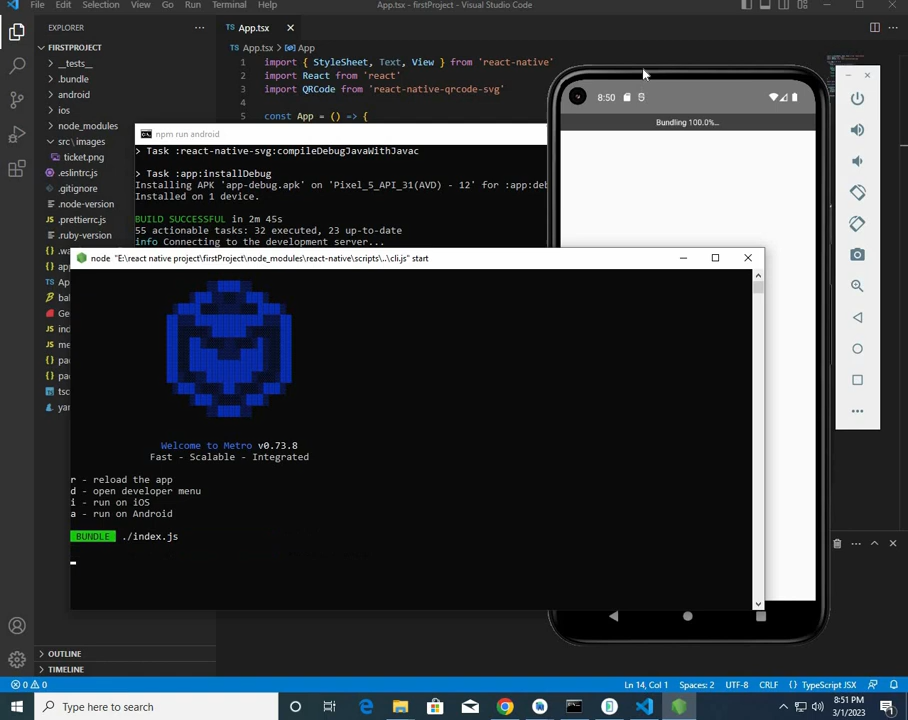 File Edit Selection View Go Run Terminal Help App.tsx - firstProject - Visual Studio Code
EXPLORER
App.tsx
FIRSTPROJECT
App.tsx > App
__tests__
.bundle
android
ios
node_modules
src\images
ticket.png
.eslintrc.js
.gitignore
.node-version
.prettierrc.js
.ruby-version
1 import { StyleSheet, Text, View } from 'react-native'
2 import React from 'react'
3 import QRCode from 'react-native-qrcode-svg'
4
5 const App = () => {
npm run android
> Task :react-native-svg:compileDebugJavaWithJavac
> Task :app:installDebug
Installing APK 'app-debug.apk' on 'Pixel_5_API_31(AVD) - 12' for :app:deb
Installed on 1 device.
BUILD SUCCESSFUL in 2m 45s
55 actionable tasks: 32 executed, 23 up-to-date
info Connecting to the development server...
8:50
Bundling 100.0%...
node "E:\react native project\firstProject\node_modules\react-native\scripts\..\cli.js" start
Welcome to Metro v0.73.8
Fast - Scalable - Integrated
r - reload the app
d - open developer menu
i - run on iOS
a - run on Android
BUNDLE ./index.js
OUTLINE
TIMELINE
0 0
Ln 14, Col 1 Spaces: 2 UTF-8 CRLF {} TypeScript JSX
Type here to search
8:51 PM
3/1/2023
1